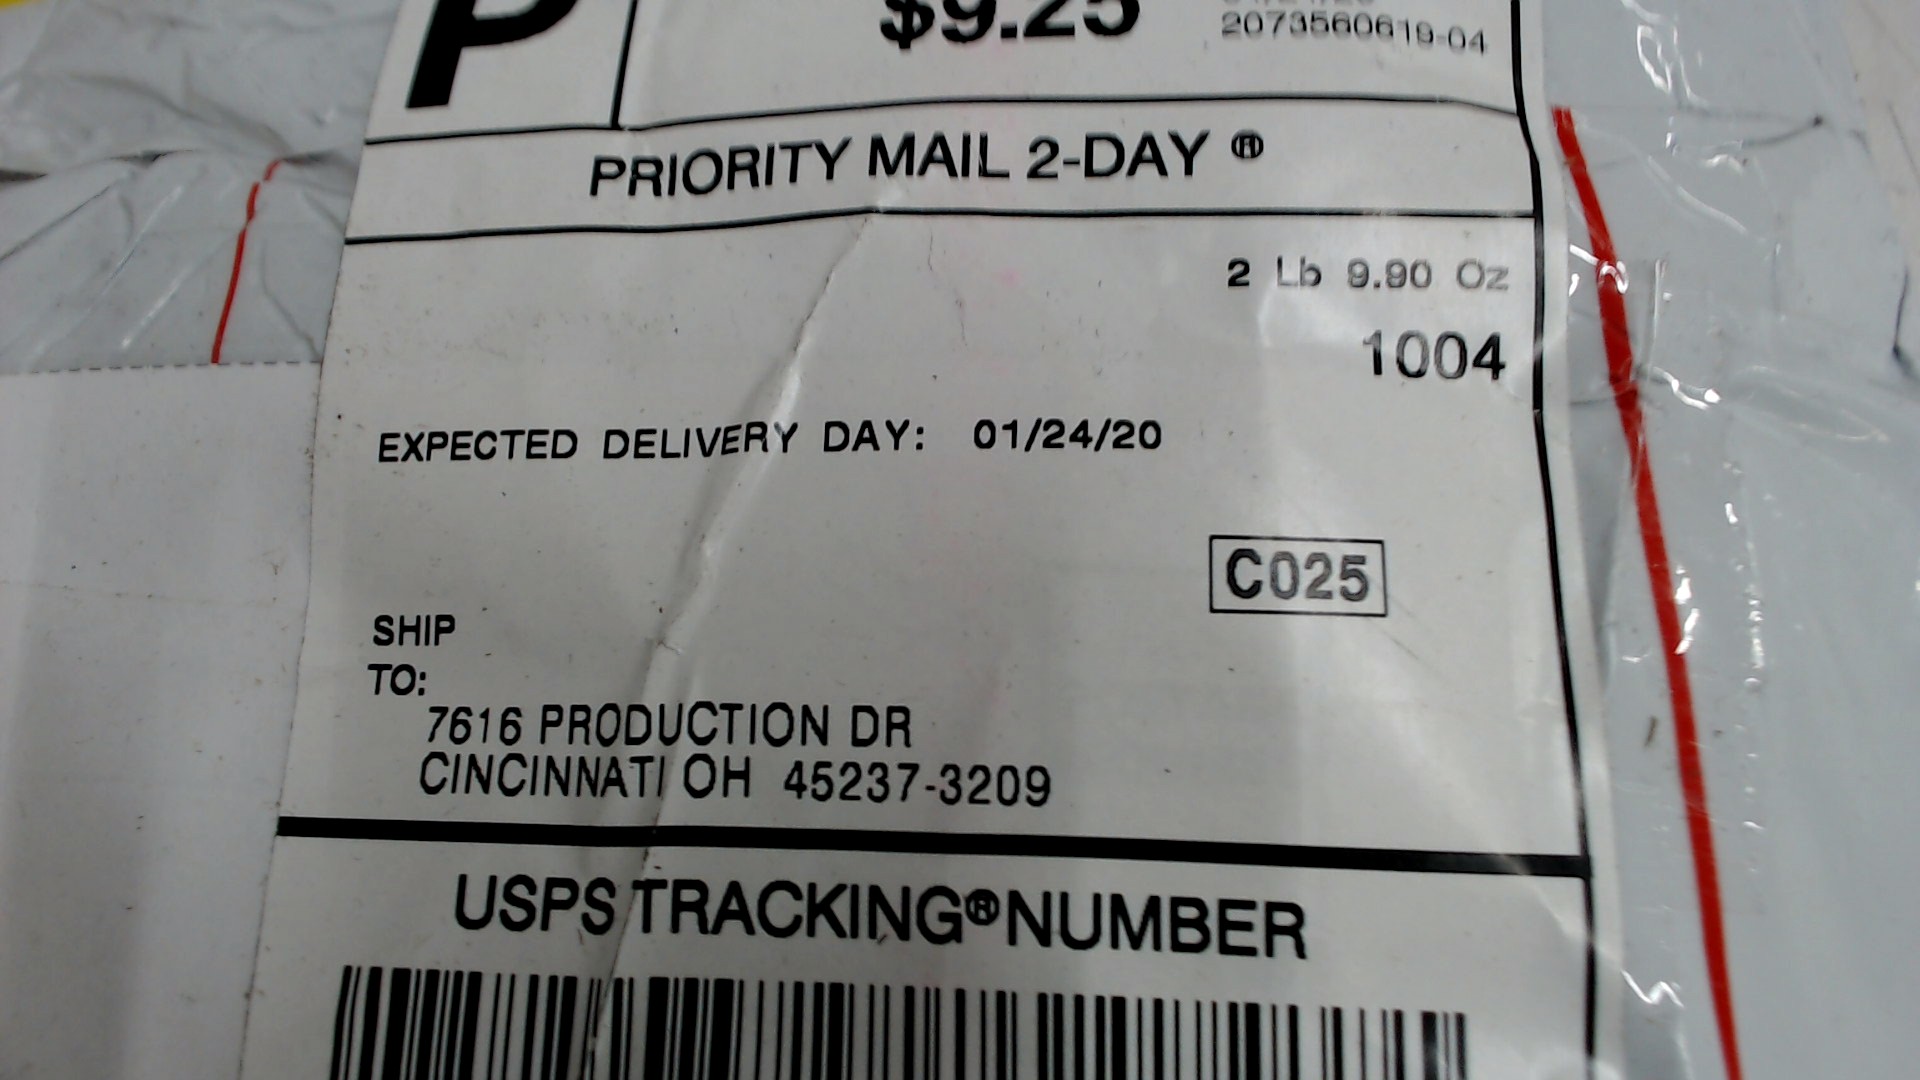 P
$9.25
2073560619-04
PRIORITY MAIL 2-DAY ®
2 Lb 9.90 Oz
1004
EXPECTED DELIVERY DAY: 01/24/20
C025
SHIP
TO:
7616 PRODUCTION DR
CINCINNATI OH 45237-3209
USPS TRACKING® NUMBER